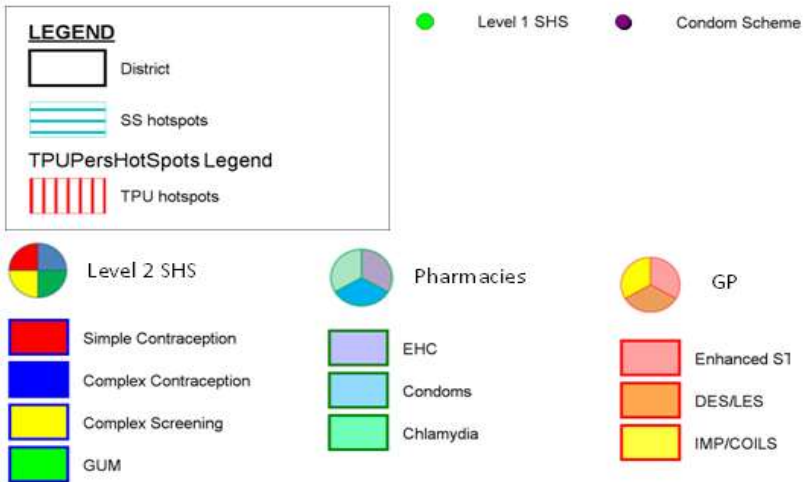 LEGEND
District
SS hotspots
TPUPersHotSpots Legend
TPU hotspots
Level 1 SHS
Condom Scheme
Level 2 SHS
Simple Contraception
Complex Contraception
Complex Screening
GUM
Pharmacies
EHC
Condoms
Chlamydia
GP
Enhanced ST
DES/LES
IMP/COILS